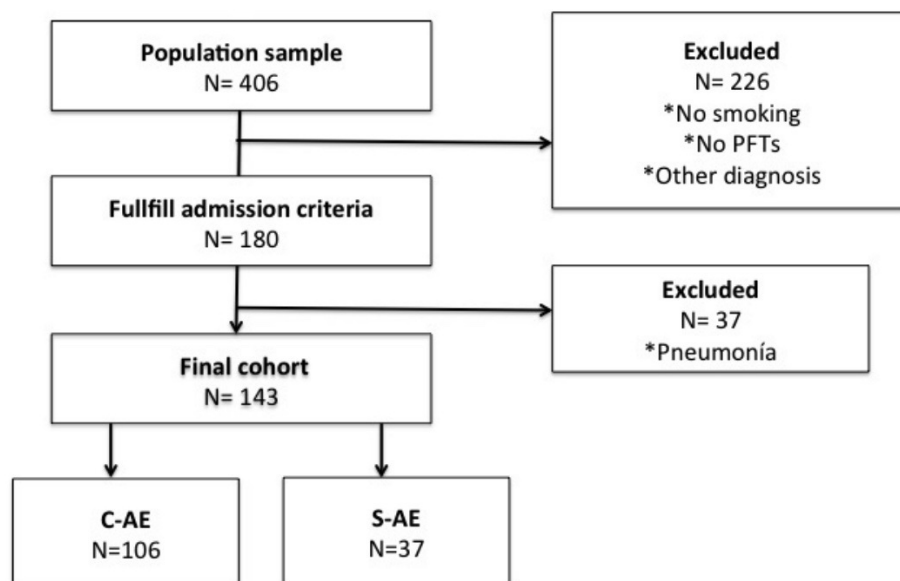 Population sample
N= 406
Excluded
N= 226
*No smoking
*No PFTs
*Other diagnosis
Fullfill admission criteria
N= 180
Excluded
N= 37
*Pneumonía
Final cohort
N= 143
C-AE
N=106
S-AE
N=37